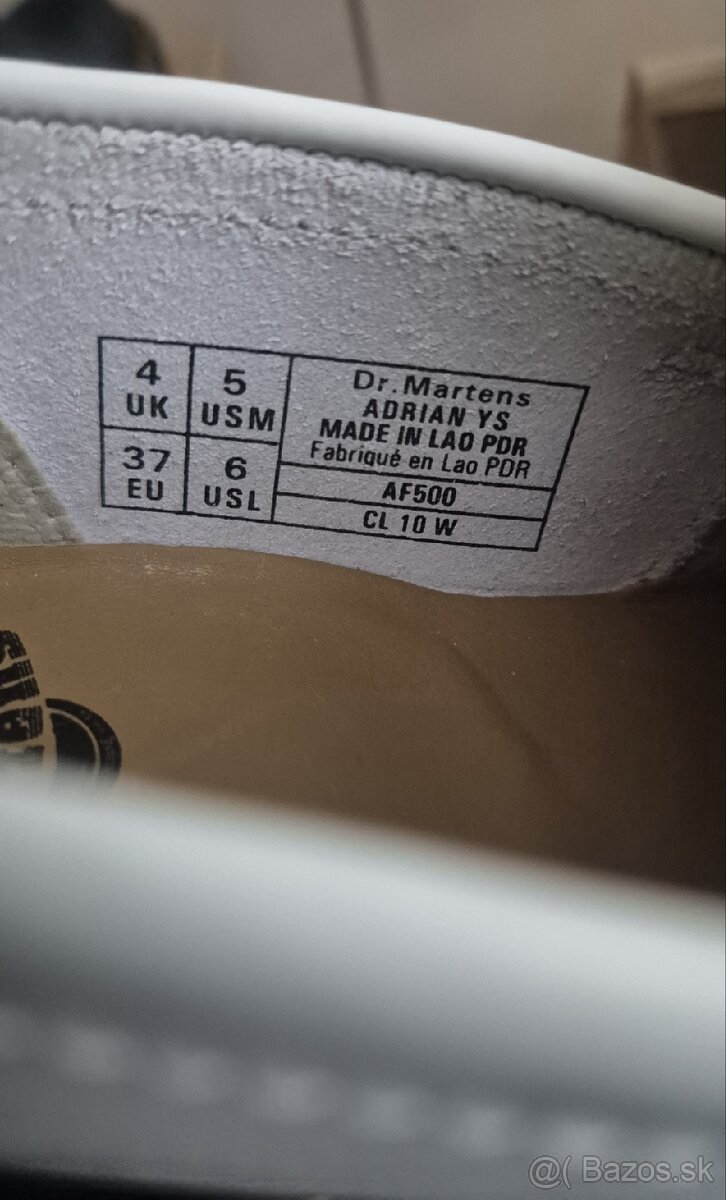 4 UK
5 USM
37 EU
6 USL
Dr.Martens
ADRIAN YS
MADE IN LAO PDR
Fabriqué en Lao PDR
AF500
CL 10 W
@( Bazos.sk